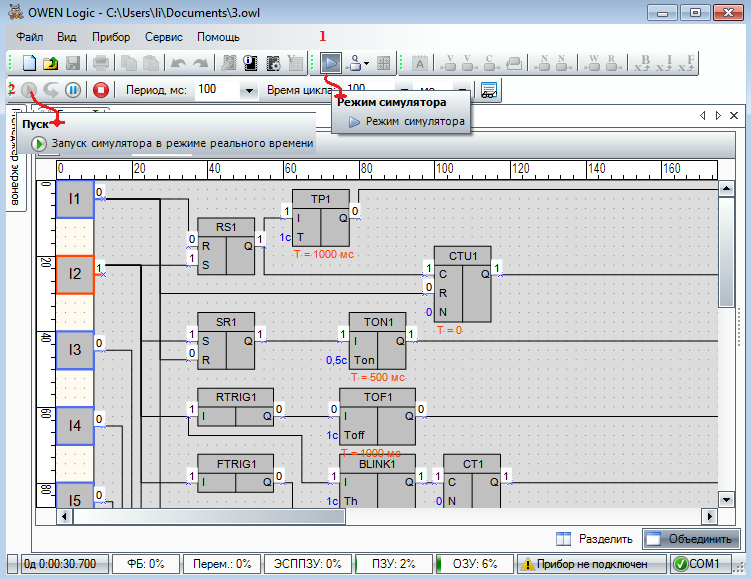 OWEN Logic - C:\Users\li\Documents\3.owl
Файл Вид Прибор Сервис Помощь
1
2
Период, мс: 100 Время цикла 100 мс
Режим симулятора
Режим симулятора
Пуск
Запуск симулятора в режиме реального времени
экранов
0 20 40 60 80 100 120 140 160
0
20
40
60
80
I1 0
TP1
1 I Q 0
1с T
T = 1000 мс
RS1
0 R Q 1
1 S
I2 1
CTU1
1 C Q 1
0 R
0 N
T = 0
SR1
1 S Q 1
0 R
TON1
1 I Q 1
0,5с Ton
T = 500 мс
I3 0
RTRIG1
1 I Q 0
TOF1
0 I Q 0
1с Toff
T = 1000 мс
I4 0
FTRIG1
1 I Q 0
BLINK1
1 I Q 1
1с Th
CT1
1 C Q 1
0 N
I5 0
Разделить Объединить
0д 0:00:30.700 ФБ: 0% Перем.: 0% ЭСППЗУ: 0% ПЗУ: 2% ОЗУ: 6% Прибор не подключен COM1